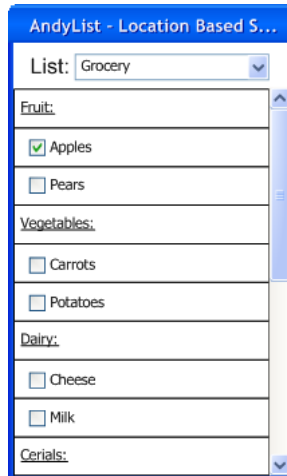 AndyList - Location Based S...
List: Grocery
Fruit:
Apples
Pears
Vegetables:
Carrots
Potatoes
Dairy:
Cheese
Milk
Cerials: